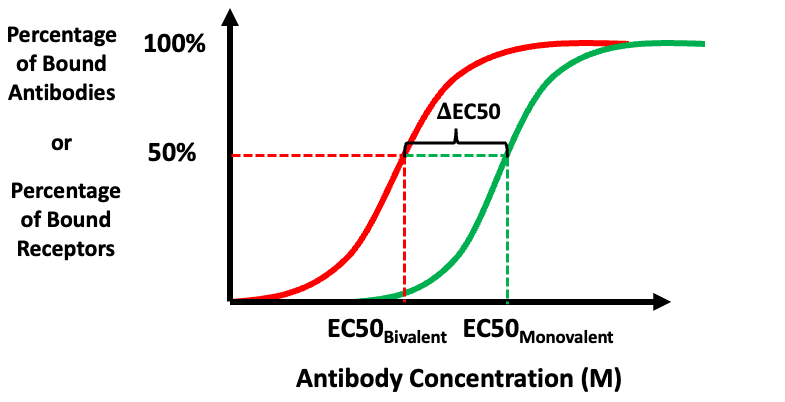 Percentage
of Bound
Antibodies
or
Percentage
of Bound
Receptors
100%
50%
ΔEC50
EC50Bivalent
EC50Monovalent
Antibody Concentration (M)